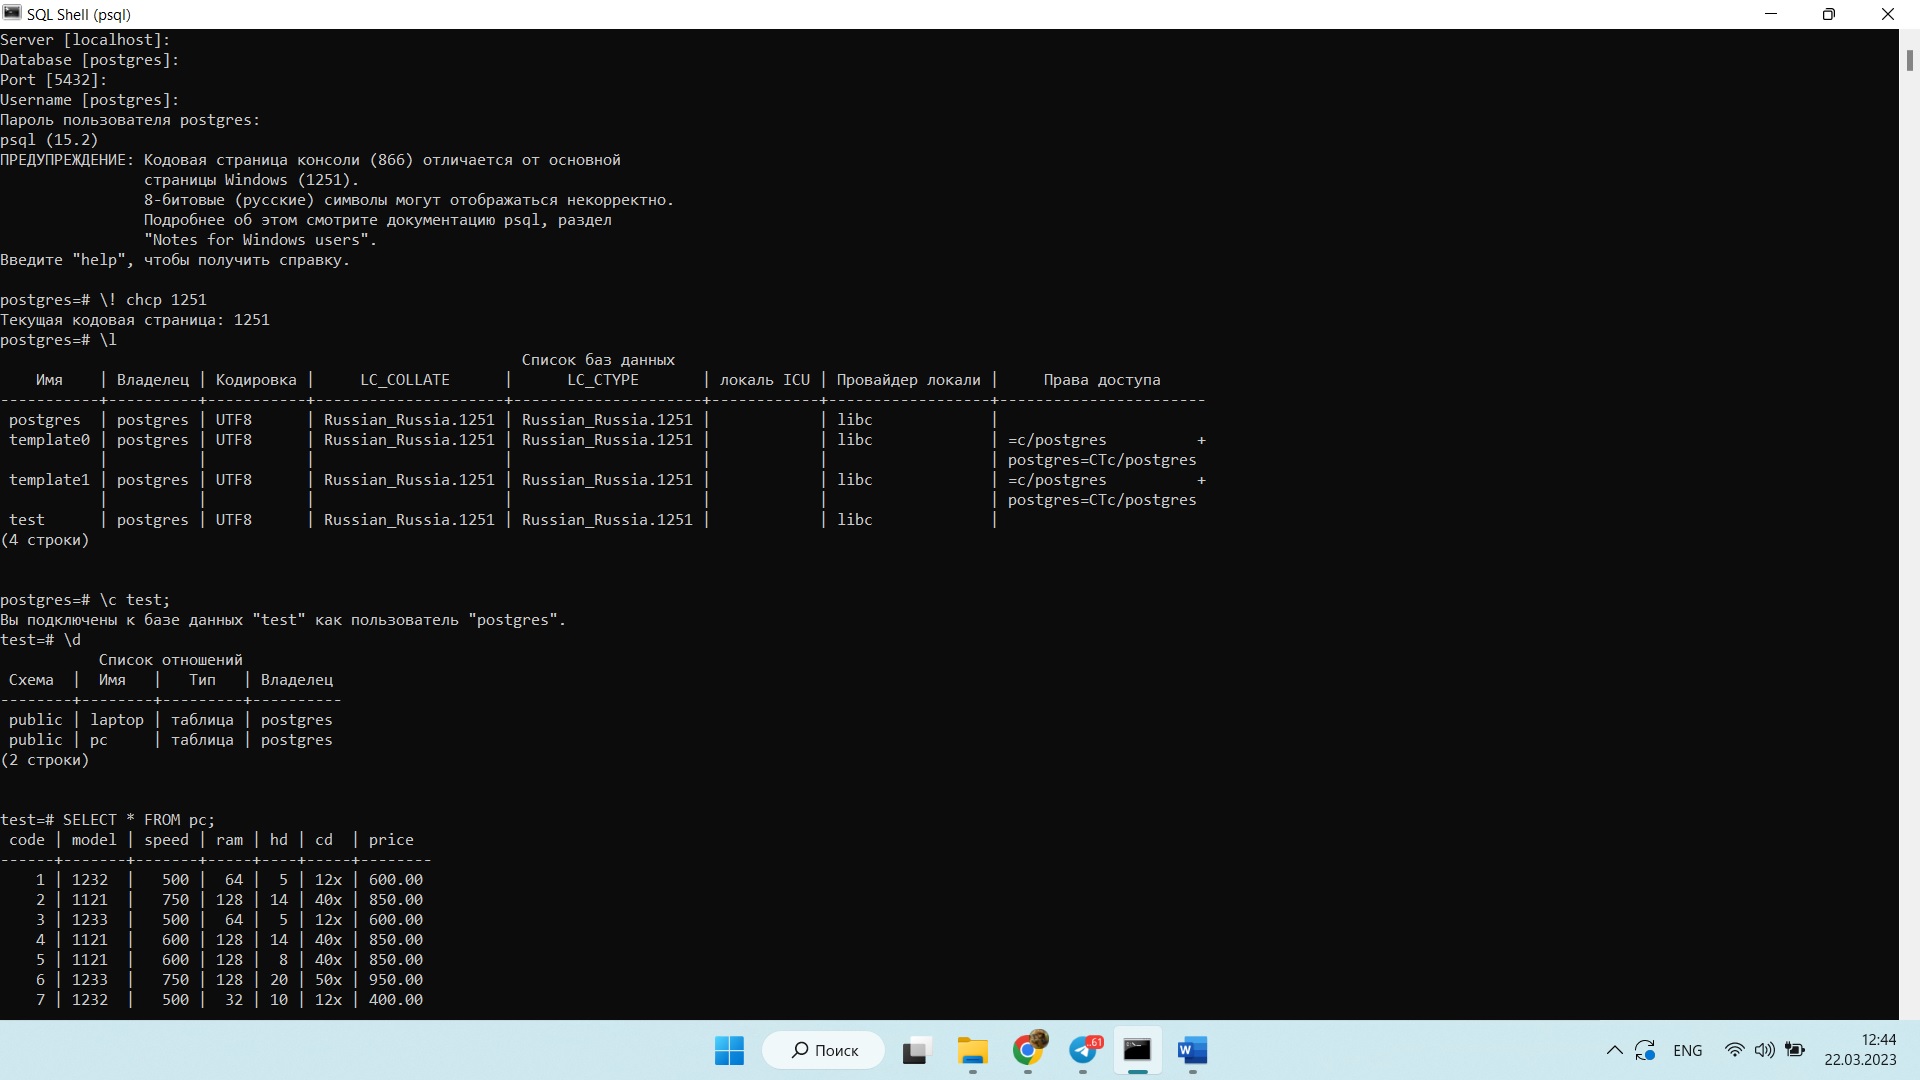 SQL Shell (psql)
Server [localhost]:
Database [postgres]:
Port [5432]:
Username [postgres]:
Пароль пользователя postgres:
psql (15.2)
ПРЕДУПРЕЖДЕНИЕ: Кодовая страница консоли (866) отличается от основной
                страницы Windows (1251).
                8-битовые (русские) символы могут отображаться некорректно.
                Подробнее об этом смотрите документацию psql, раздел
                "Notes for Windows users".
Введите "help", чтобы получить справку.

postgres=# \! chcp 1251
Текущая кодовая страница: 1251
postgres=# \l
                                                          Список баз данных
    Имя    | Владелец | Кодировка |     LC_COLLATE      |      LC_CTYPE       | локаль ICU | Провайдер локали |     Права доступа
-----------+----------+-----------+---------------------+---------------------+------------+------------------+-----------------------
 postgres  | postgres | UTF8      | Russian_Russia.1251 | Russian_Russia.1251 |            | libc             |
 template0 | postgres | UTF8      | Russian_Russia.1251 | Russian_Russia.1251 |            | libc             | =c/postgres          +
           |          |           |                     |                     |            |                  | postgres=CTc/postgres
 template1 | postgres | UTF8      | Russian_Russia.1251 | Russian_Russia.1251 |            | libc             | =c/postgres          +
           |          |           |                     |                     |            |                  | postgres=CTc/postgres
 test      | postgres | UTF8      | Russian_Russia.1251 | Russian_Russia.1251 |            | libc             |
(4 строки)

postgres=# \c test;
Вы подключены к базе данных "test" как пользователь "postgres".
test=# \d
           Список отношений
 Схема  |  Имя   |   Тип   | Владелец
--------+--------+---------+----------
 public | laptop | таблица | postgres
 public | pc     | таблица | postgres
(2 строки)

test=# SELECT * FROM pc;
 code | model | speed | ram | hd | cd  | price
------+-------+-------+-----+----+-----+--------
    1 | 1232  |   500 |  64 |  5 | 12x | 600.00
    2 | 1121  |   750 | 128 | 14 | 40x | 850.00
    3 | 1233  |   500 |  64 |  5 | 12x | 600.00
    4 | 1121  |   600 | 128 | 14 | 40x | 850.00
    5 | 1121  |   600 | 128 |  8 | 40x | 850.00
    6 | 1233  |   750 | 128 | 20 | 50x | 950.00
    7 | 1232  |   500 |  32 | 10 | 12x | 400.00
Поиск
..61
W
ENG
12:44
22.03.2023